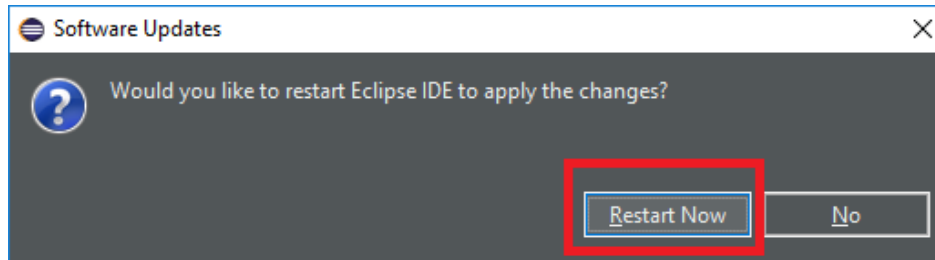 Software Updates
Would you like to restart Eclipse IDE to apply the changes?
Restart Now
No